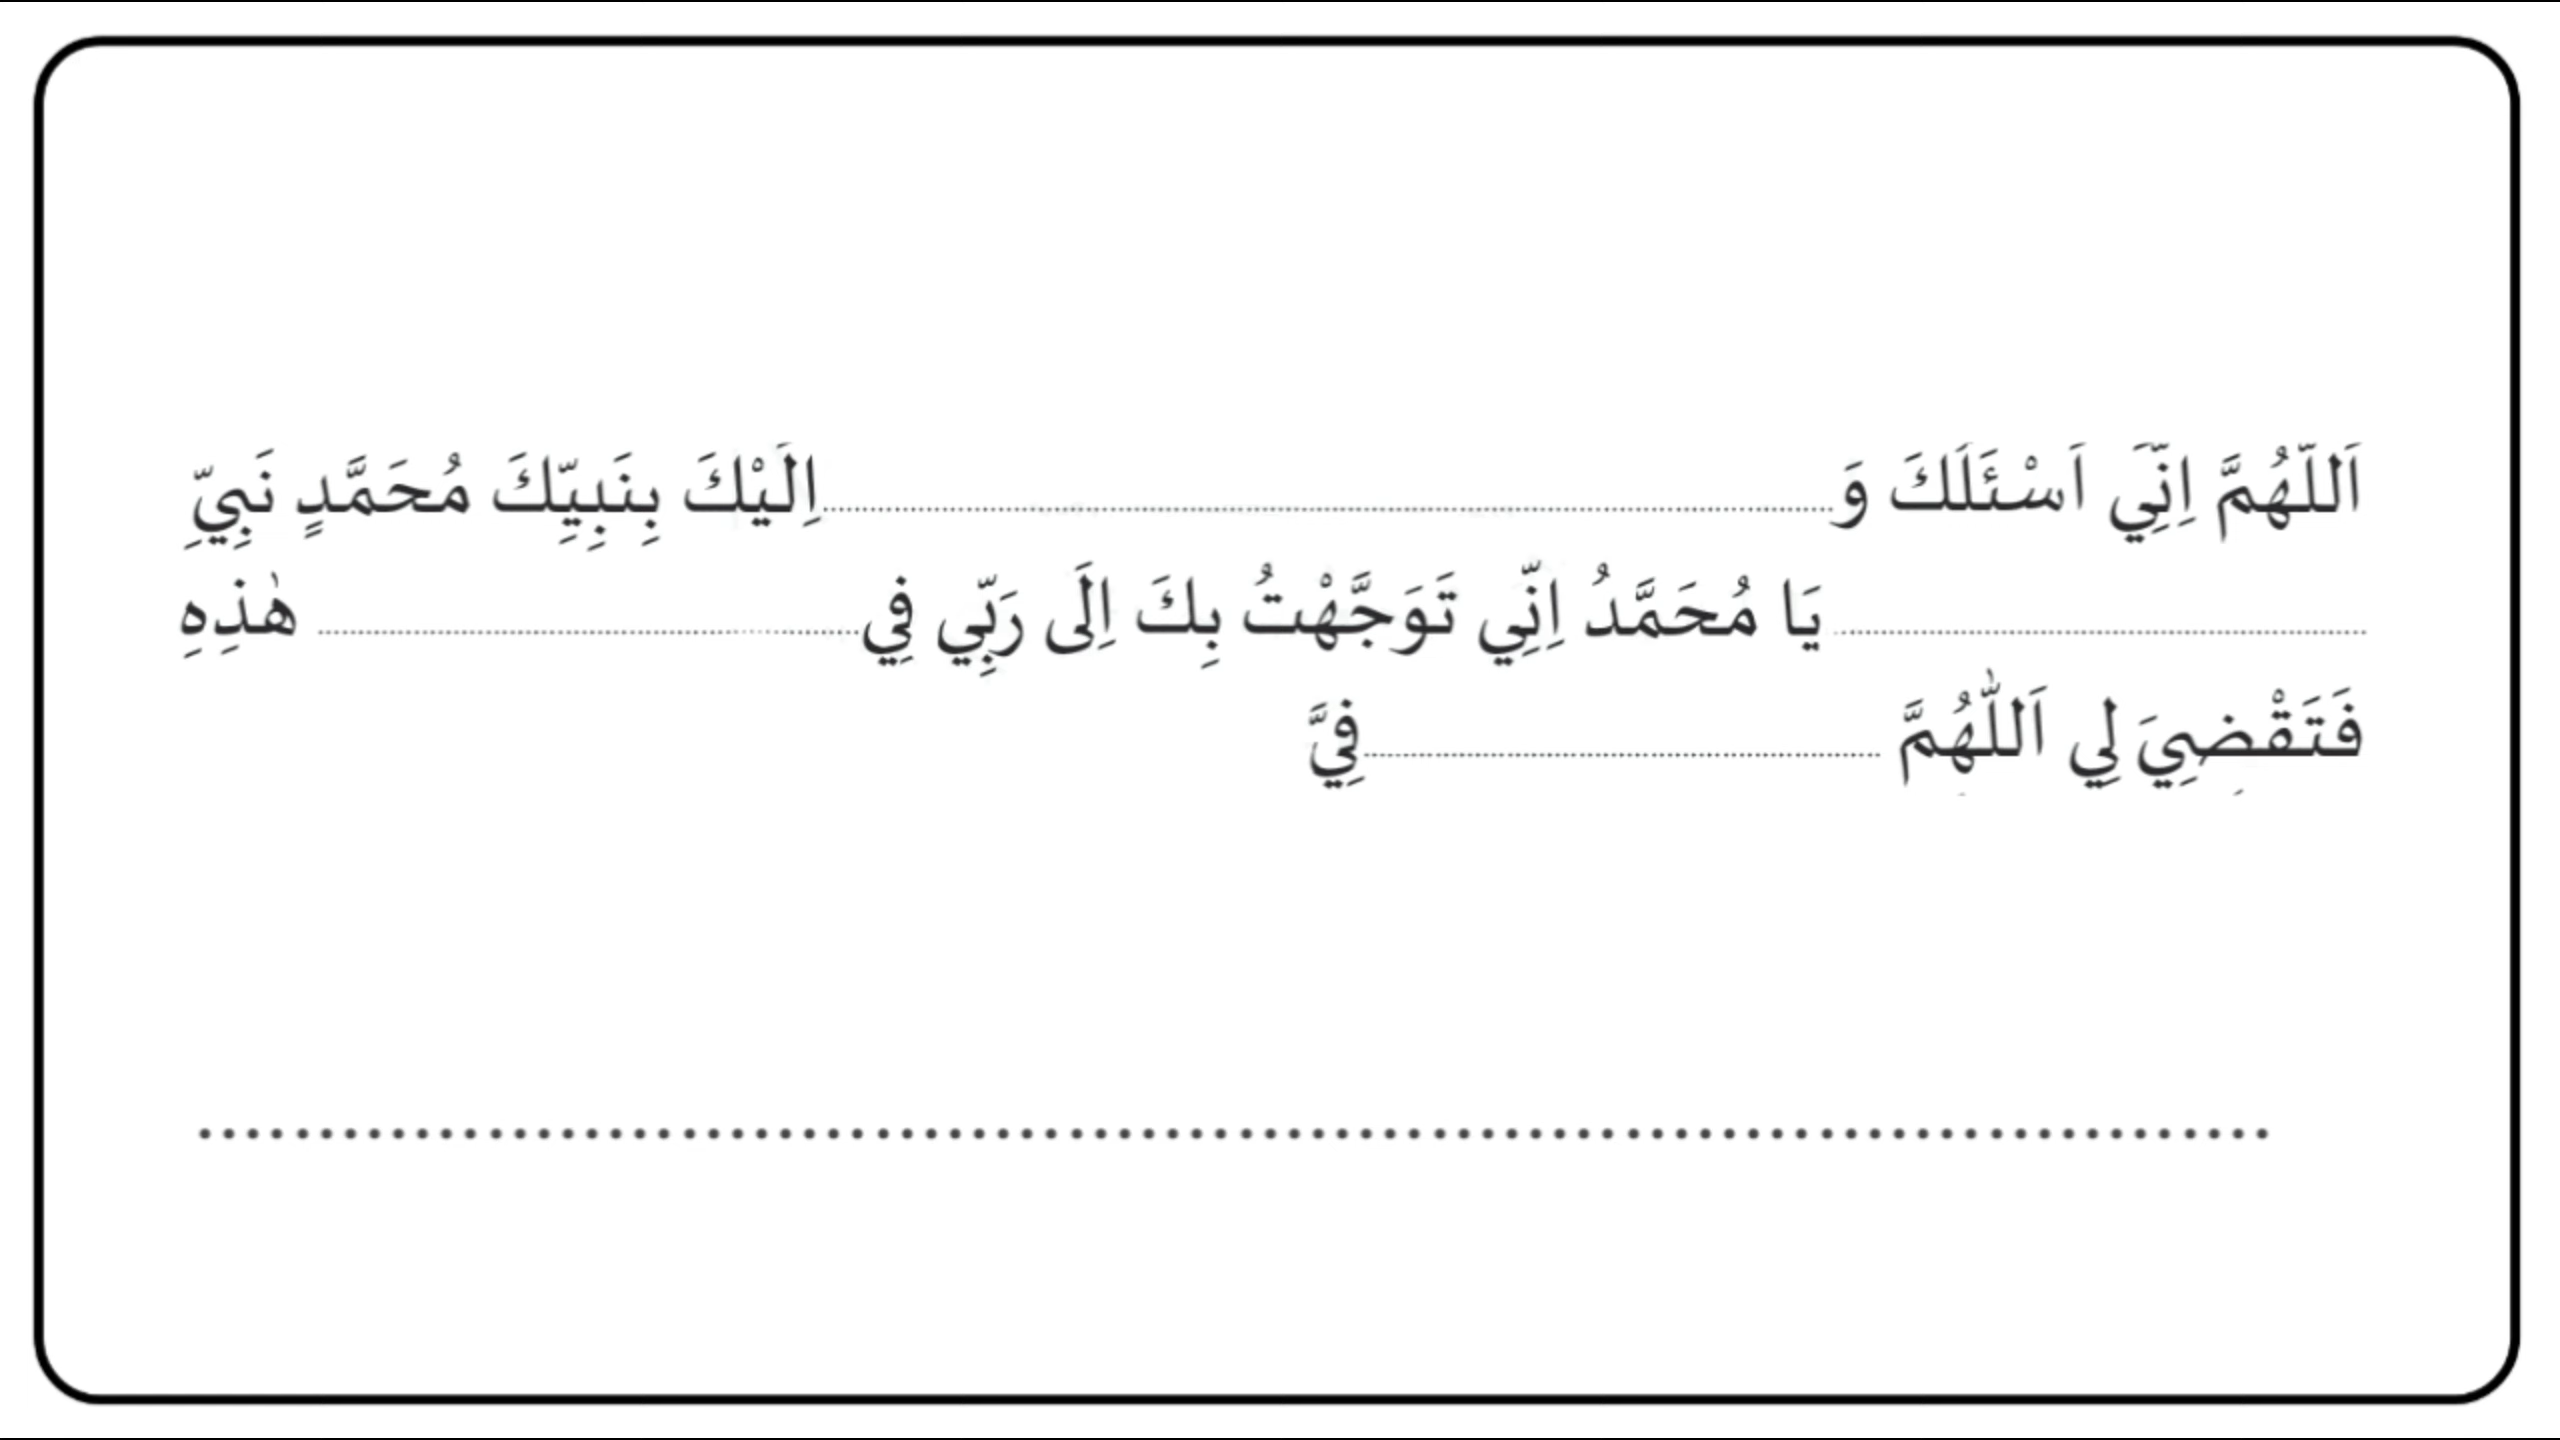 اَللّهُمَّ اِنّي اَسْئَلَكَ وَ.....................اِلَيْكَ بِنَبِيِّكَ مُحَمَّدٍ نَبِيِّ
..................... يَا مُحَمَّدُ اِنّي تَوَجَّهْتُ بِكَ اِلَى رَبّي فِي..................... هٰذِهِ
فَتَقْضِيَ لِي اَللّٰهُمَّ .....................فِيَّ
.....................